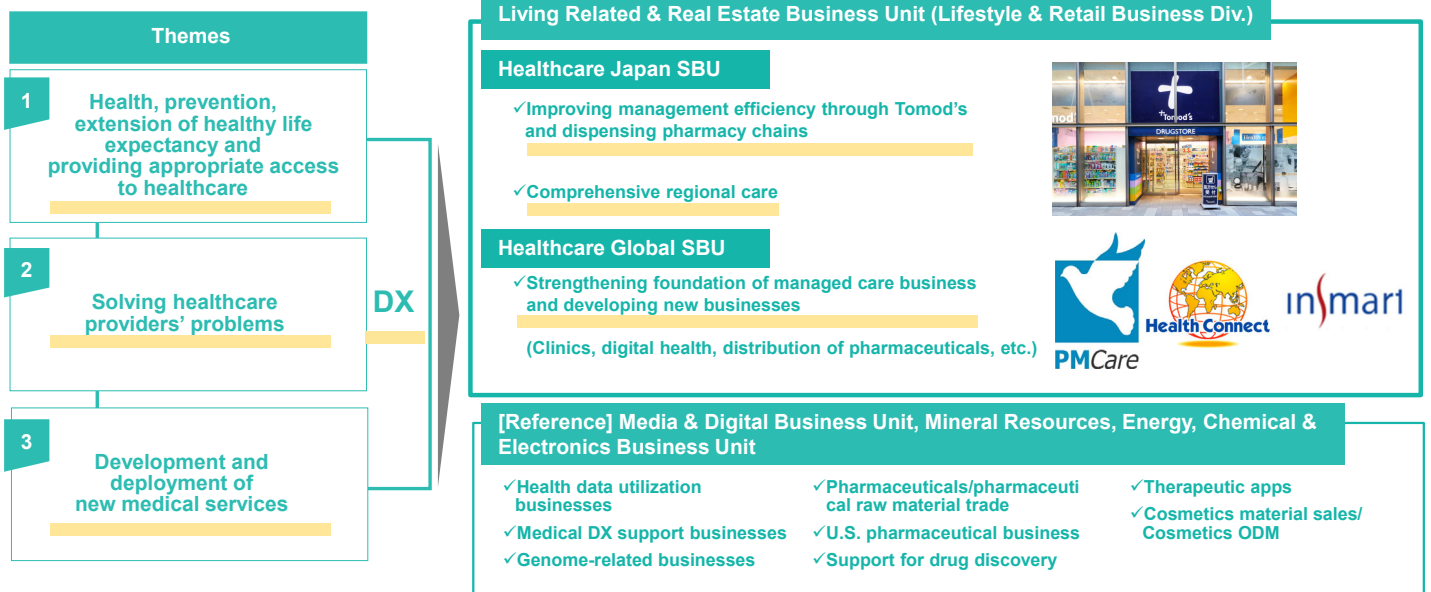 Themes
1
Health, prevention,
extension of healthy life
expectancy and
providing appropriate access
to healthcare
2
Solving healthcare
providers' problems
3
Development and
deployment of
new medical services
DX
Living Related & Real Estate Business Unit (Lifestyle & Retail Business Div.)
Healthcare Japan SBU
✓Improving management efficiency through Tomod's
and dispensing pharmacy chains
✓Comprehensive regional care
Tomod's
DRUGSTORE
Healthcare Global SBU
✓Strengthening foundation of managed care business
and developing new businesses
(Clinics, digital health, distribution of pharmaceuticals, etc.)
PMCare
Health Connect
insmart
[Reference] Media & Digital Business Unit, Mineral Resources, Energy, Chemical &
Electronics Business Unit
✓Health data utilization
businesses
✓Medical DX support businesses
✓Genome-related businesses
✓Pharmaceuticals/pharmaceuti
cal raw material trade
✓U.S. pharmaceutical business
✓Support for drug discovery
✓Therapeutic apps
✓Cosmetics material sales/
Cosmetics ODM